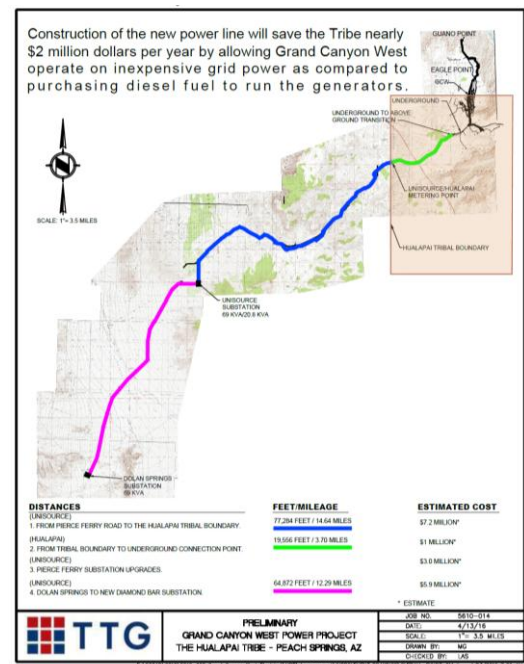 Construction of the new power line will save the Tribe nearly
$2 million dollars per year by allowing Grand Canyon West
operate on inexpensive grid power as compared to
purchasing diesel fuel to run the generators.
GUANO POINT
EAGLE POINT
GCW
UNDERGROUND
UNDERGROUND TO ABOVE
GROUND TRANSITION
UNISOURCE/HUALAPAI
METERING POINT
HUALAPAI TRIBAL BOUNDARY
SCALE: 1"= 3.5 MILES
UNISOURCE
SUBSTATION
69 KVA/20.8 KVA
DOLAN SPRINGS
SUBSTATION
69 KVA
DISTANCES FEET/MILEAGE ESTIMATED COST
(UNISOURCE)
1. FROM PIERCE FERRY ROAD TO THE HUALAPAI TRIBAL BOUNDARY. 77,284 FEET / 14.64 MILES $7.2 MILLION*
(HUALAPAI)
2. FROM TRIBAL BOUNDARY TO UNDERGROUND CONNECTION POINT. 19,556 FEET / 3.70 MILES $1 MILLION*
(UNISOURCE)
3. PIERCE FERRY SUBSTATION UPGRADES. $3.0 MILLION*
(UNISOURCE)
4. DOLAN SPRINGS TO NEW DIAMOND BAR SUBSTATION. 64,872 FEET / 12.29 MILES $5.9 MILLION*
* ESTIMATE
TTG
PRELIMINARY
GRAND CANYON WEST POWER PROJECT
THE HUALAPAI TRIBE - PEACH SPRINGS, AZ
JOB NO. 5610-014
DATE: 4/13/16
SCALE: 1"= 3.5 MILES
DRAWN BY: MG
CHECKED BY: LAS